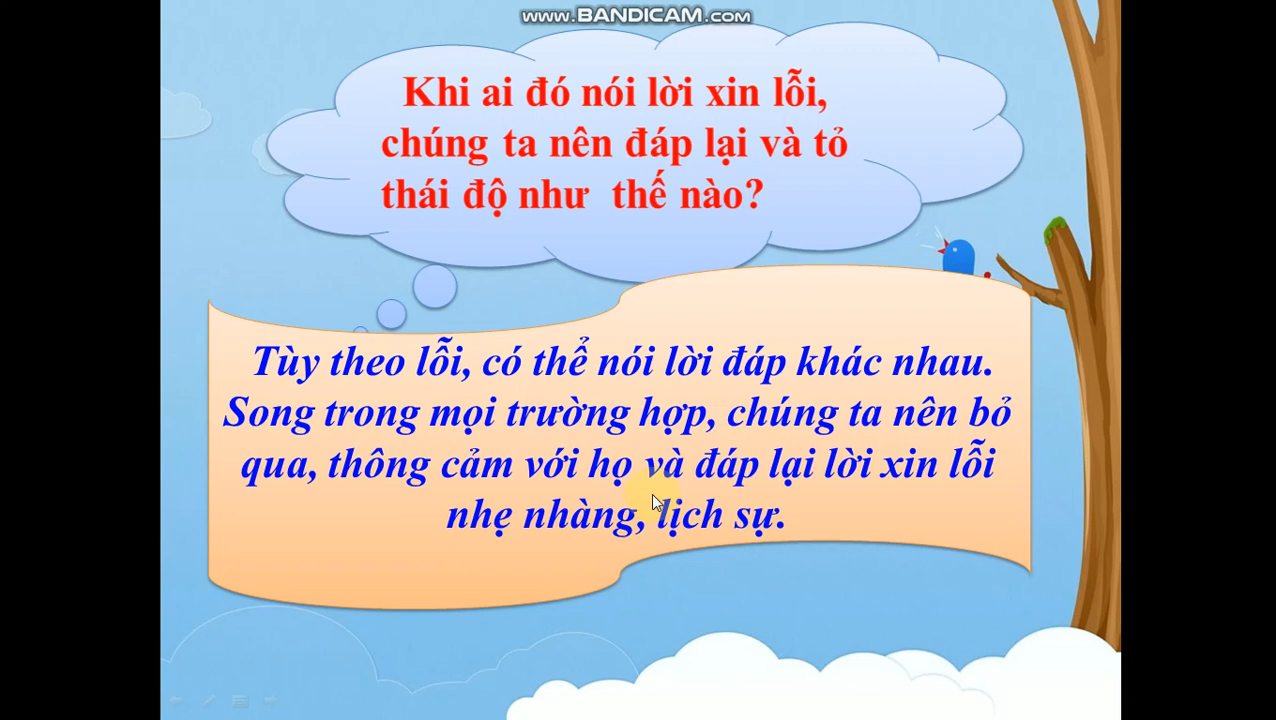 www.BANDICAM.com
Khi ai đó nói lời xin lỗi,
chúng ta nên đáp lại và tỏ
thái độ như thế nào?
Tùy theo lỗi, có thể nói lời đáp khác nhau.
Song trong mọi trường hợp, chúng ta nên bỏ
qua, thông cảm với họ và đáp lại lời xin lỗi
nhẹ nhàng, lịch sự.